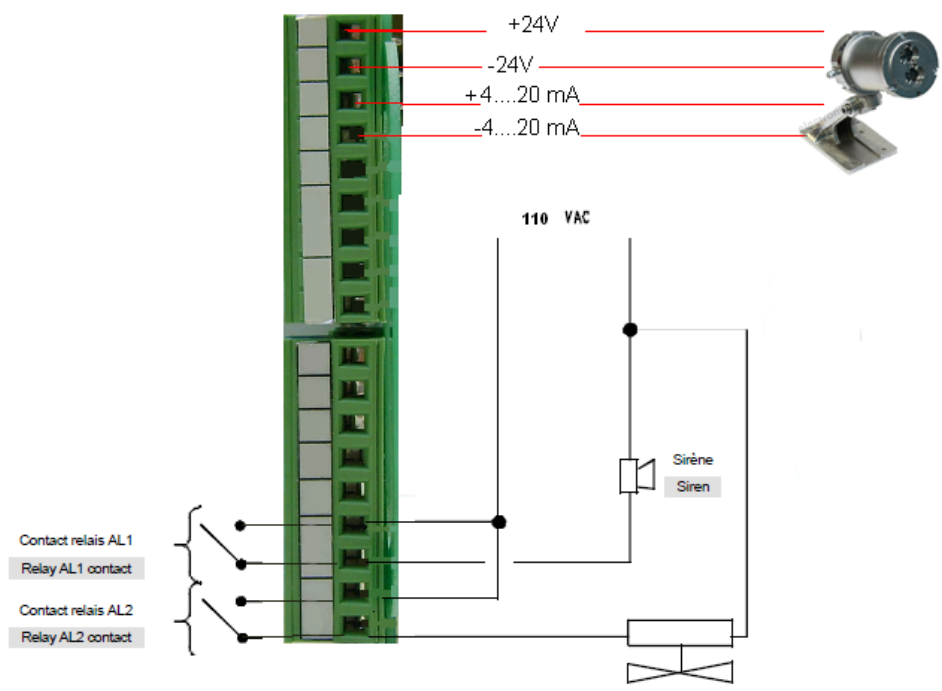 +24V
-24V
+4....20 mA
-4....20 mA
110 VAC
Sirène
Siren
Contact relais AL1
Relay AL1 contact
Contact relais AL2
Relay AL2 contact